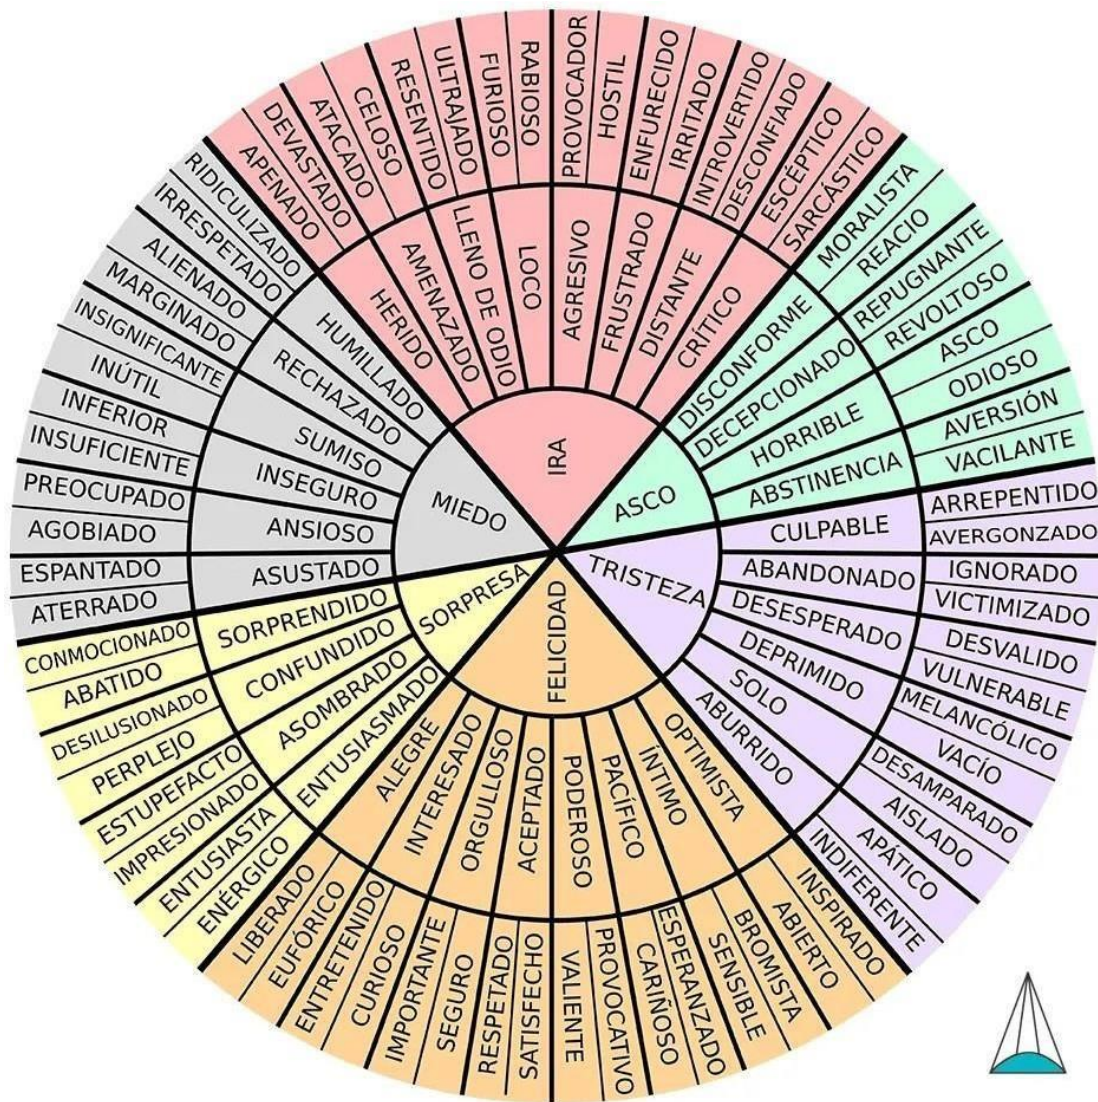 IRA
HERIDO
APENADO
DEVASTADO
AMENAZADO
ATACADO
CELOSO
LLENO DE ODIO
RESENTIDO
ULTRAJADO
LOCO
FURIOSO
RABIOSO
AGRESIVO
PROVOCADOR
HOSTIL
FRUSTRADO
ENFURECIDO
IRRITADO
DISTANTE
INTROVERTIDO
DESCONFIADO
CRÍTICO
ESCÉPTICO
SARCÁSTICO
ASCO
DISCONFORME
MORALISTA
REACIO
DECEPCIONADO
REPUGNANTE
REVOLTOSO
HORRIBLE
ASCO
ODIOSO
ABSTINENCIA
AVERSIÓN
VACILANTE
TRISTEZA
CULPABLE
ARREPENTIDO
AVERGONZADO
ABANDONADO
IGNORADO
VICTIMIZADO
DESESPERADO
DESVALIDO
VULNERABLE
DEPRIMIDO
MELANCÓLICO
VACÍO
SOLO
DESAMPARADO
AISLADO
ABURRIDO
APÁTICO
INDIFERENTE
FELICIDAD
OPTIMISTA
INSPIRADO
ABIERTO
ÍNTIMO
BROMISTA
SENSIBLE
PACÍFICO
ESPERANZADO
CARIÑOSO
PODEROSO
PROVOCATIVO
VALIENTE
ACEPTADO
SATISFECHO
RESPETADO
ORGULLOSO
SEGURO
IMPORTANTE
INTERESADO
CURIOSO
ENTRETENIDO
ALEGRE
EUFÓRICO
LIBERADO
SORPRESA
ENTUSIASMADO
ENÉRGICO
ENTUSIASTA
ASOMBRADO
IMPRESIONADO
ESTUPEFACTO
CONFUNDIDO
PERPLEJO
DESILUSIONADO
SORPRENDIDO
ABATIDO
CONMOCIONADO
MIEDO
ASUSTADO
ATERRADO
ESPANTADO
ANSIOSO
AGOBIADO
PREOCUPADO
INSEGURO
INSUFICIENTE
INFERIOR
SUMISO
INÚTIL
INSIGNIFICANTE
RECHAZADO
MARGINADO
ALIENADO
HUMILLADO
IRRESPETADO
RIDICULIZADO